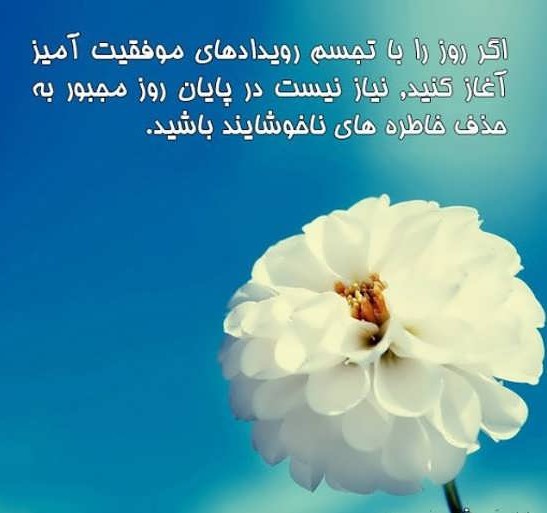 اگر روز را با تجسم رویدادهای موفقیت آمیز
آغاز کنید, نیاز نیست در پایان روز مجبور به
حذف خاطره های ناخوشایند باشید.